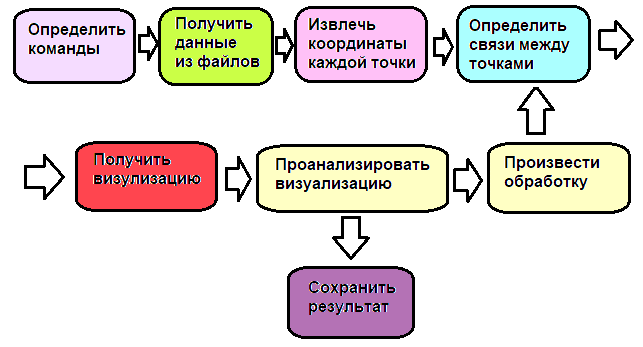 Определить
команды
Получить
данные
из файлов
Извлечь
координаты
каждой точки
Определить
связи между
точками
Получить
визулизацию
Проанализировать
визуализацию
Произвести
обработку
Сохранить
результат